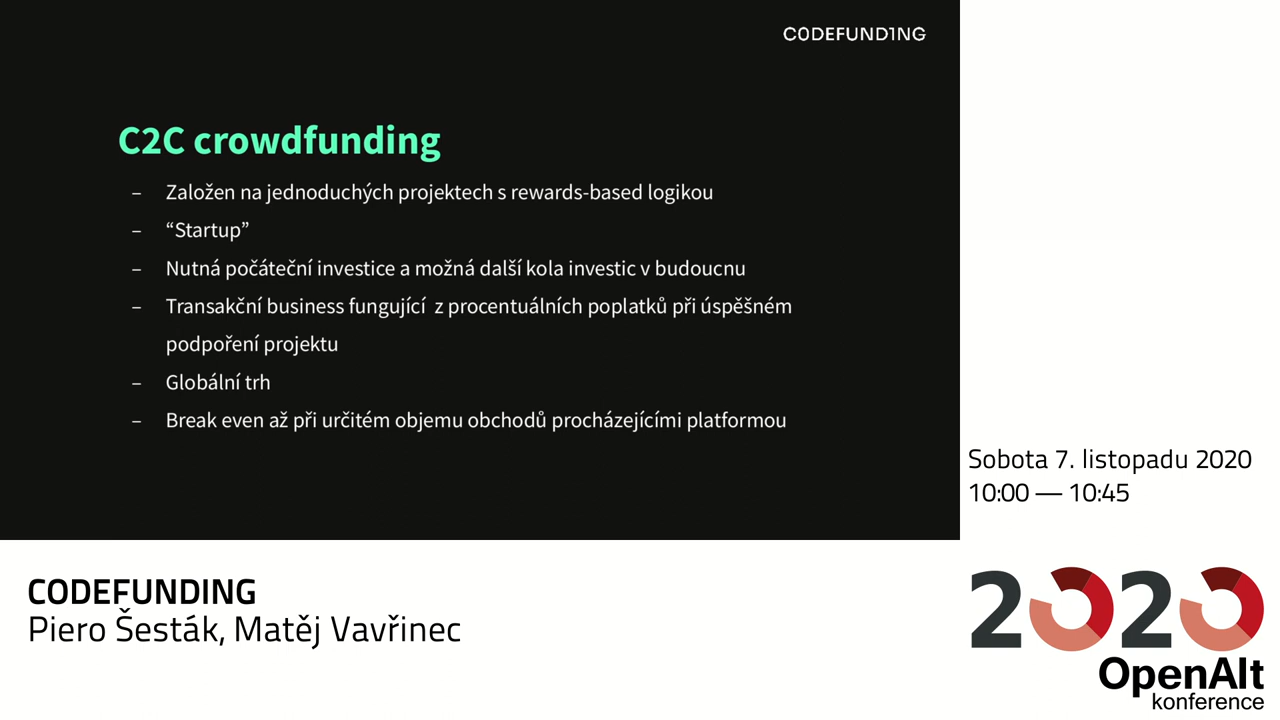 C0DEFUND1NG
C2C crowdfunding
– Založen na jednoduchých projektech s rewards-based logikou
– “Startup”
– Nutná počáteční investice a možná další kola investic v budoucnu
– Transakční business fungující  z procentuálních poplatků při úspěšném
podpoření projektu
– Globální trh
– Break even až při určitém objemu obchodů procházejícími platformou
Sobota 7. listopadu 2020
10:00 — 10:45
CODEFUNDING
Piero Šesták, Matěj Vavřinec
2020
OpenAlt
konference